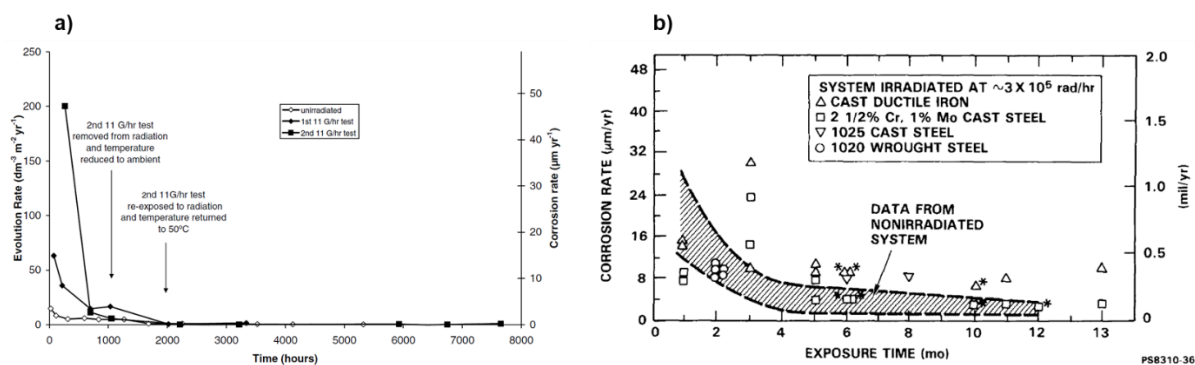 a)
250
200
150
100
50
0
Evolution Rate (dm⁻³ m⁻² yr⁻¹)
2nd 11 G/hr test
removed from radiation
and temperature
reduced to ambient
2nd 11G/hr test
re-exposed to radiation
and temperature returned
to 50ºC
unirradiated
1st 11 G/hr test
2nd 11 G/hr test
50
40
30
20
10
0
Corrosion rate (µm yr⁻¹)
0 1000 2000 3000 4000 5000 6000 7000 8000
Time (hours)
b)
48
40
32
28
24
16
8
0
CORROSION RATE (µm/yr)
SYSTEM IRRADIATED AT ~3 X 10⁵ rad/hr
△ CAST DUCTILE IRON
□ 2 1/2% Cr, 1% Mo CAST STEEL
▽ 1025 CAST STEEL
○ 1020 WROUGHT STEEL
DATA FROM
NONIRRADIATED
SYSTEM
2.0
1.5
1.0
0.5
0
(mil/yr)
0 1 2 3 4 5 6 7 8 9 10 11 12 13
EXPOSURE TIME (mo)
PS8310-36